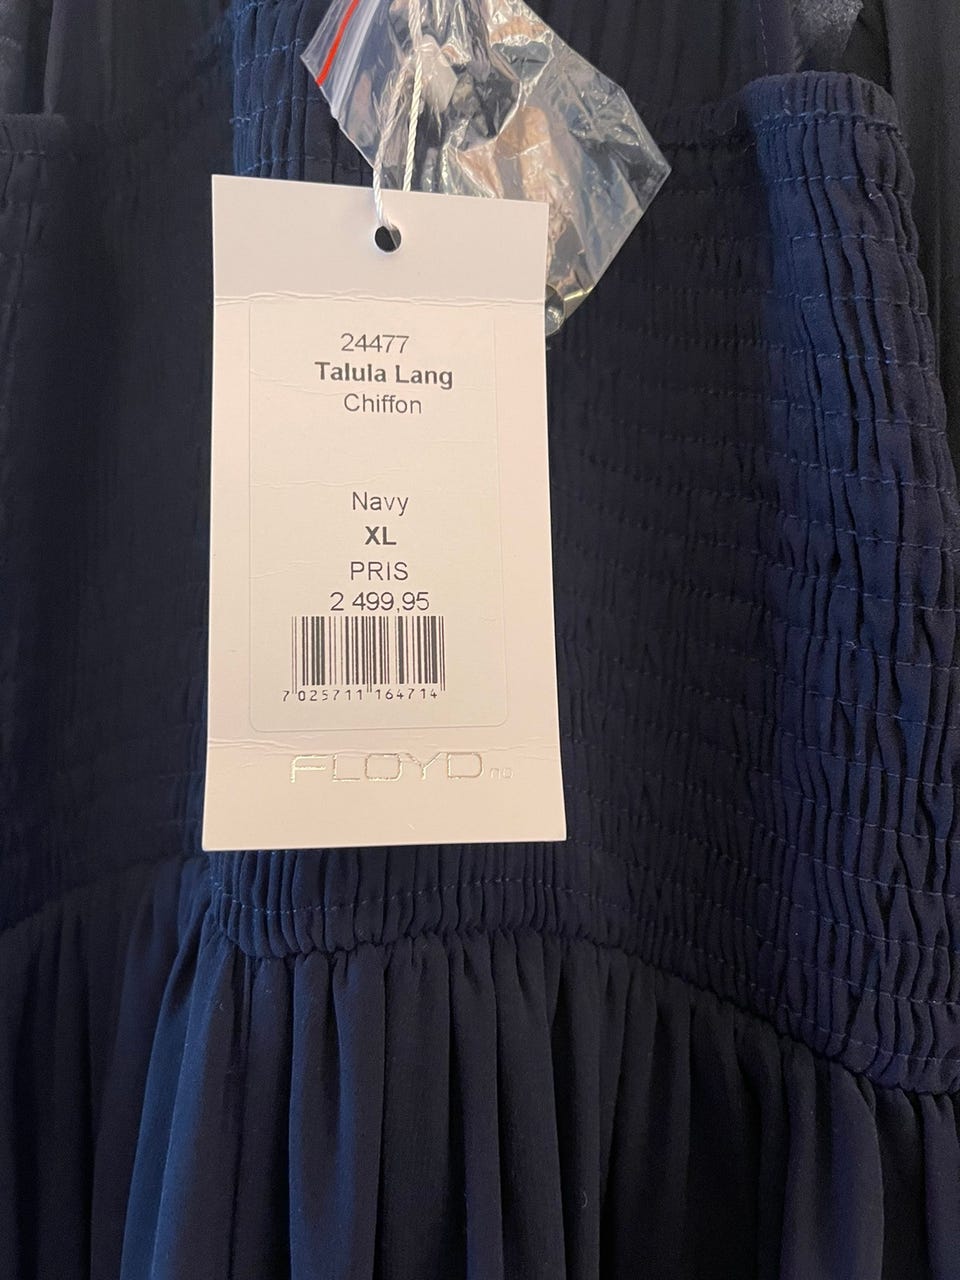 24477
Talula Lang
Chiffon
Navy
XL
PRIS
2 499,95
7 025711 164714
FLOYD no